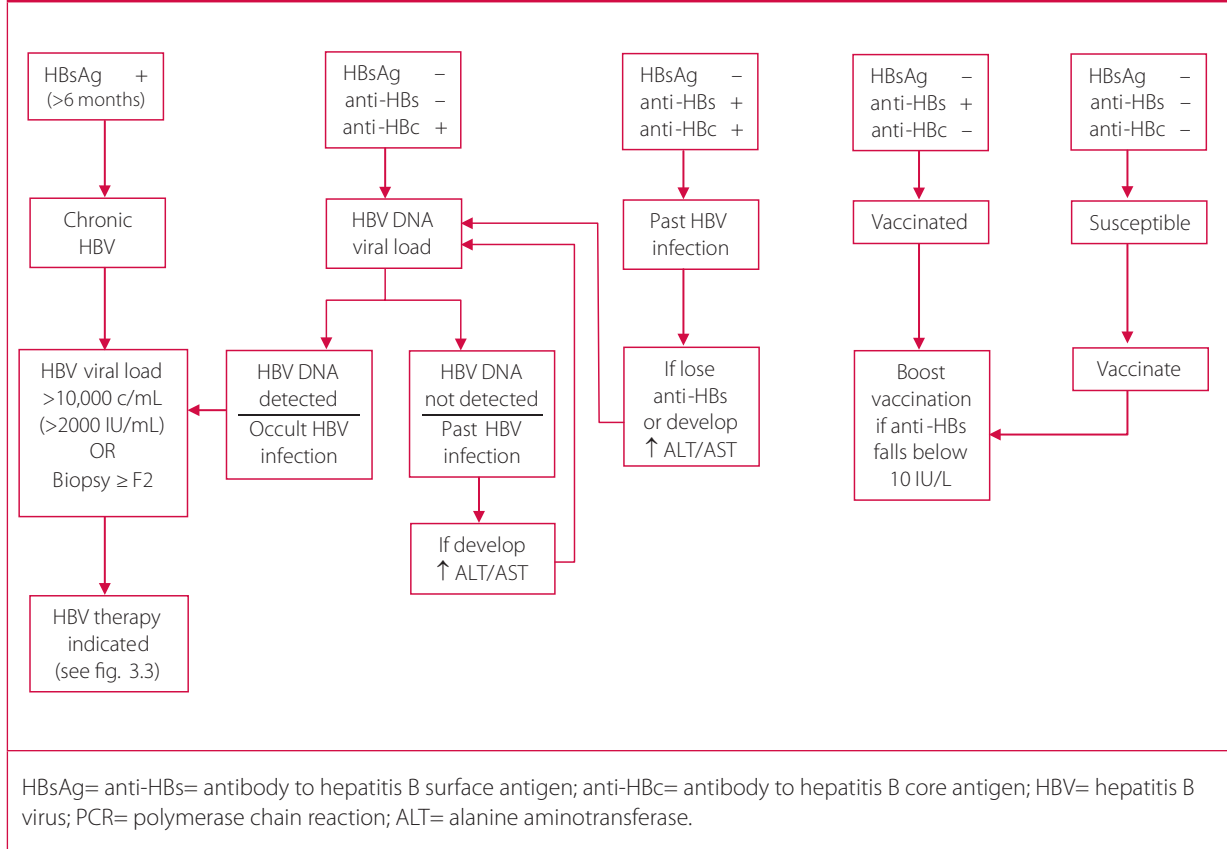 HBsAg +
(>6 months)
HBsAg –
anti-HBs –
anti-HBc +
HBsAg –
anti-HBs +
anti-HBc +
HBsAg –
anti-HBs +
anti-HBc –
HBsAg –
anti-HBs –
anti-HBc –
Chronic
HBV
HBV DNA
viral load
Past HBV
infection
Vaccinated
Susceptible
HBV viral load
>10,000 c/mL
(>2000 IU/mL)
OR
Biopsy ≥ F2
HBV DNA
detected
Occult HBV
infection
HBV DNA
not detected
Past HBV
infection
If lose
anti-HBs
or develop
↑ ALT/AST
Boost
vaccination
if anti-HBs
falls below
10 IU/L
Vaccinate
If develop
↑ ALT/AST
HBV therapy
indicated
(see fig. 3.3)
HBsAg= anti-HBs= antibody to hepatitis B surface antigen; anti-HBc= antibody to hepatitis B core antigen; HBV= hepatitis B
virus; PCR= polymerase chain reaction; ALT= alanine aminotransferase.